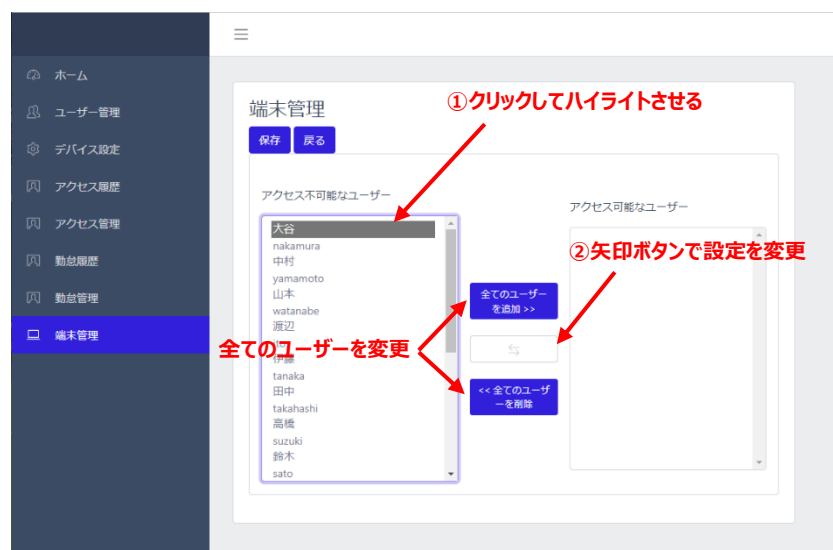 ホーム
ユーザー管理
デバイス設定
アクセス履歴
アクセス管理
勤怠履歴
勤怠管理
端末管理
端末管理
①クリックしてハイライトさせる
保存
戻る
アクセス不可能なユーザー
大谷
nakamura
中村
yamamoto
山本
watanabe
渡辺
伊藤
tanaka
田中
takahashi
高橋
suzuki
鈴木
sato
全てのユーザーを変更
全てのユーザー
を追加 >>
<< 全てのユーザ
ーを削除
アクセス可能なユーザー
②矢印ボタンで設定を変更